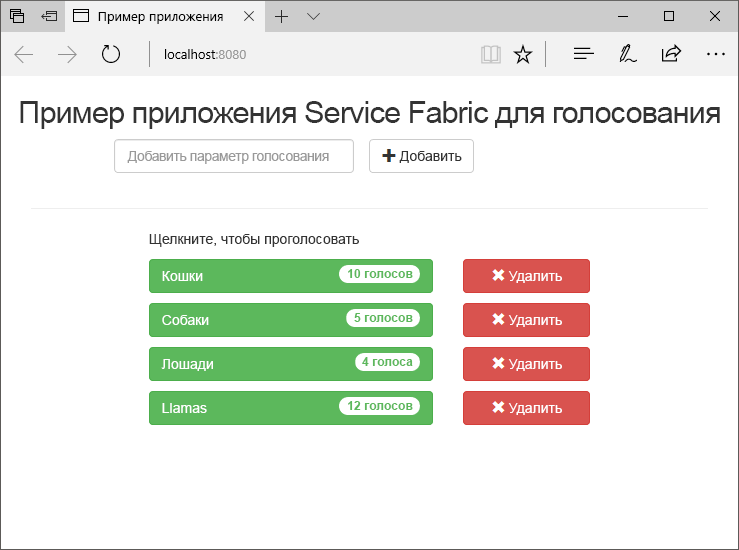 Пример приложения
localhost:8080
Пример приложения Service Fabric для голосования
Добавить параметр голосования
Добавить
Щелкните, чтобы проголосовать
Кошки 10 голосов Удалить
Собаки 5 голосов Удалить
Лошади 4 голоса Удалить
Llamas 12 голосов Удалить